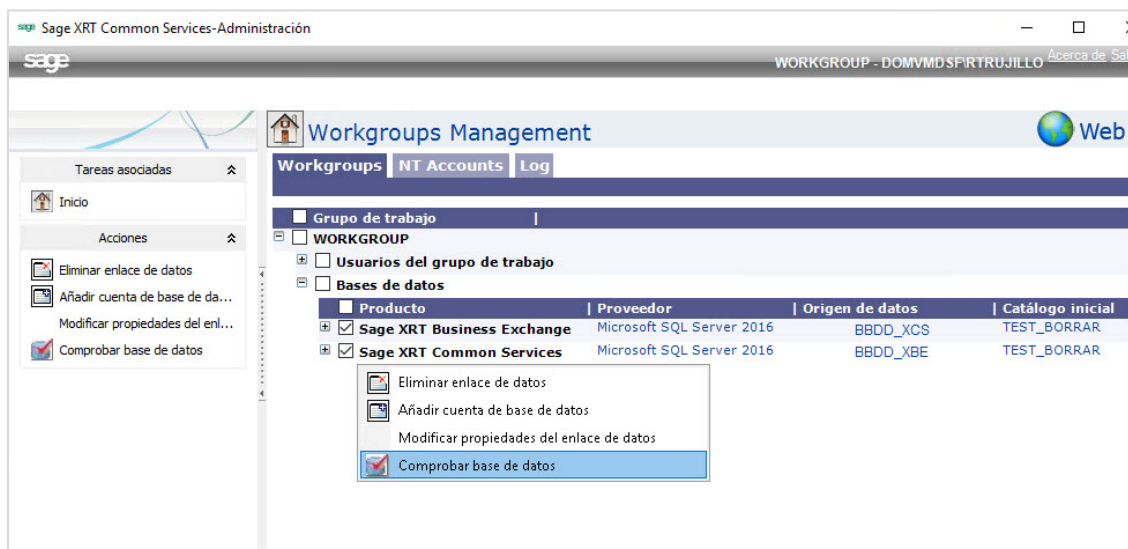 sage Sage XRT Common Services-Administración
sage
WORKGROUP - DOMVMDSF\RTRUJILLO Acerca de Sal
Workgroups Management
Web
Workgroups NT Accounts Log
Tareas asociadas
Inicio
Acciones
Eliminar enlace de datos
Añadir cuenta de base de da...
Modificar propiedades del enl...
Comprobar base de datos
Grupo de trabajo |
WORKGROUP
Usuarios del grupo de trabajo
Bases de datos
Producto | Proveedor | Origen de datos | Catálogo inicial
Sage XRT Business Exchange Microsoft SQL Server 2016 BBDD_XCS TEST_BORRAR
Sage XRT Common Services Microsoft SQL Server 2016 BBDD_XBE TEST_BORRAR
Eliminar enlace de datos
Añadir cuenta de base de datos
Modificar propiedades del enlace de datos
Comprobar base de datos